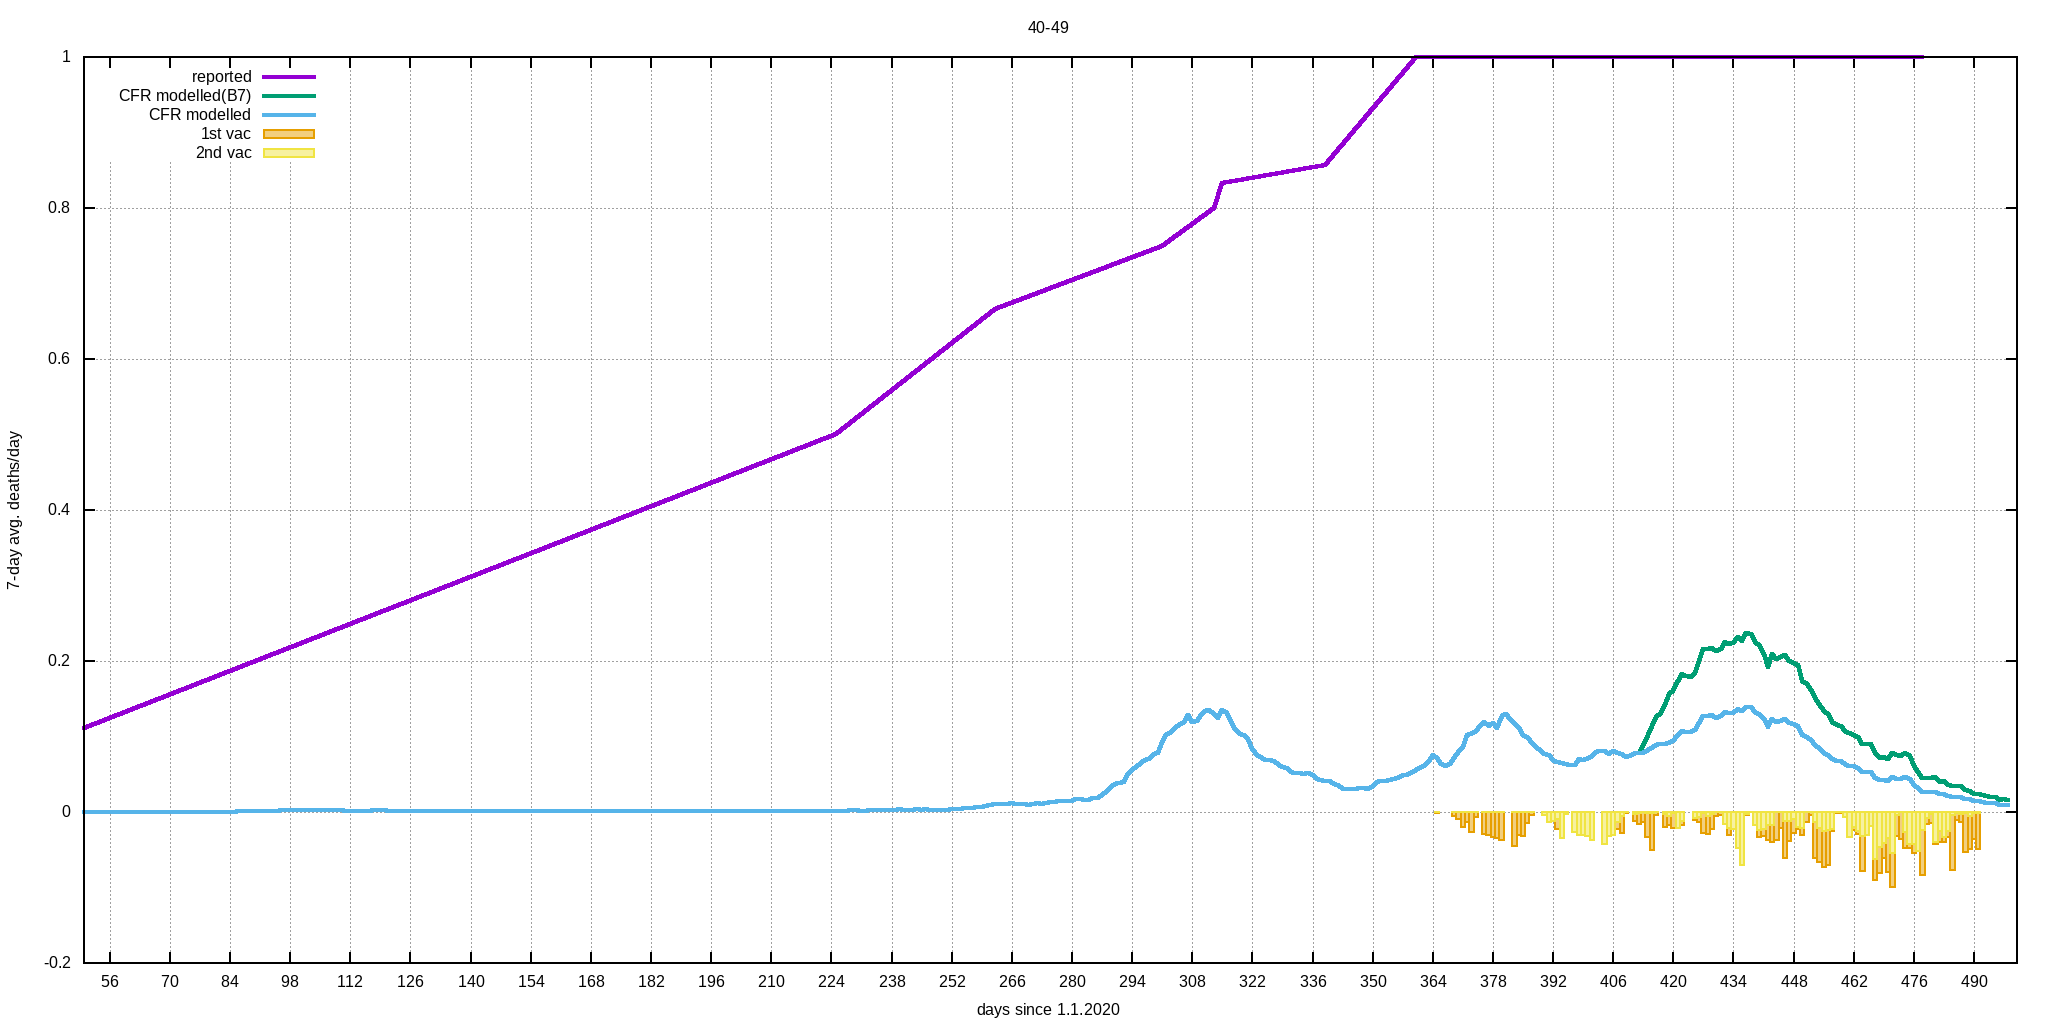 40-49
reported
CFR modelled(B7)
CFR modelled
1st vac
2nd vac
1
0.8
0.6
0.4
0.2
0
-0.2
7-day avg. deaths/day
56 70 84 98 112 126 140 154 168 182 196 210 224 238 252 266 280 294 308 322 336 350 364 378 392 406 420 434 448 462 476 490
days since 1.1.2020